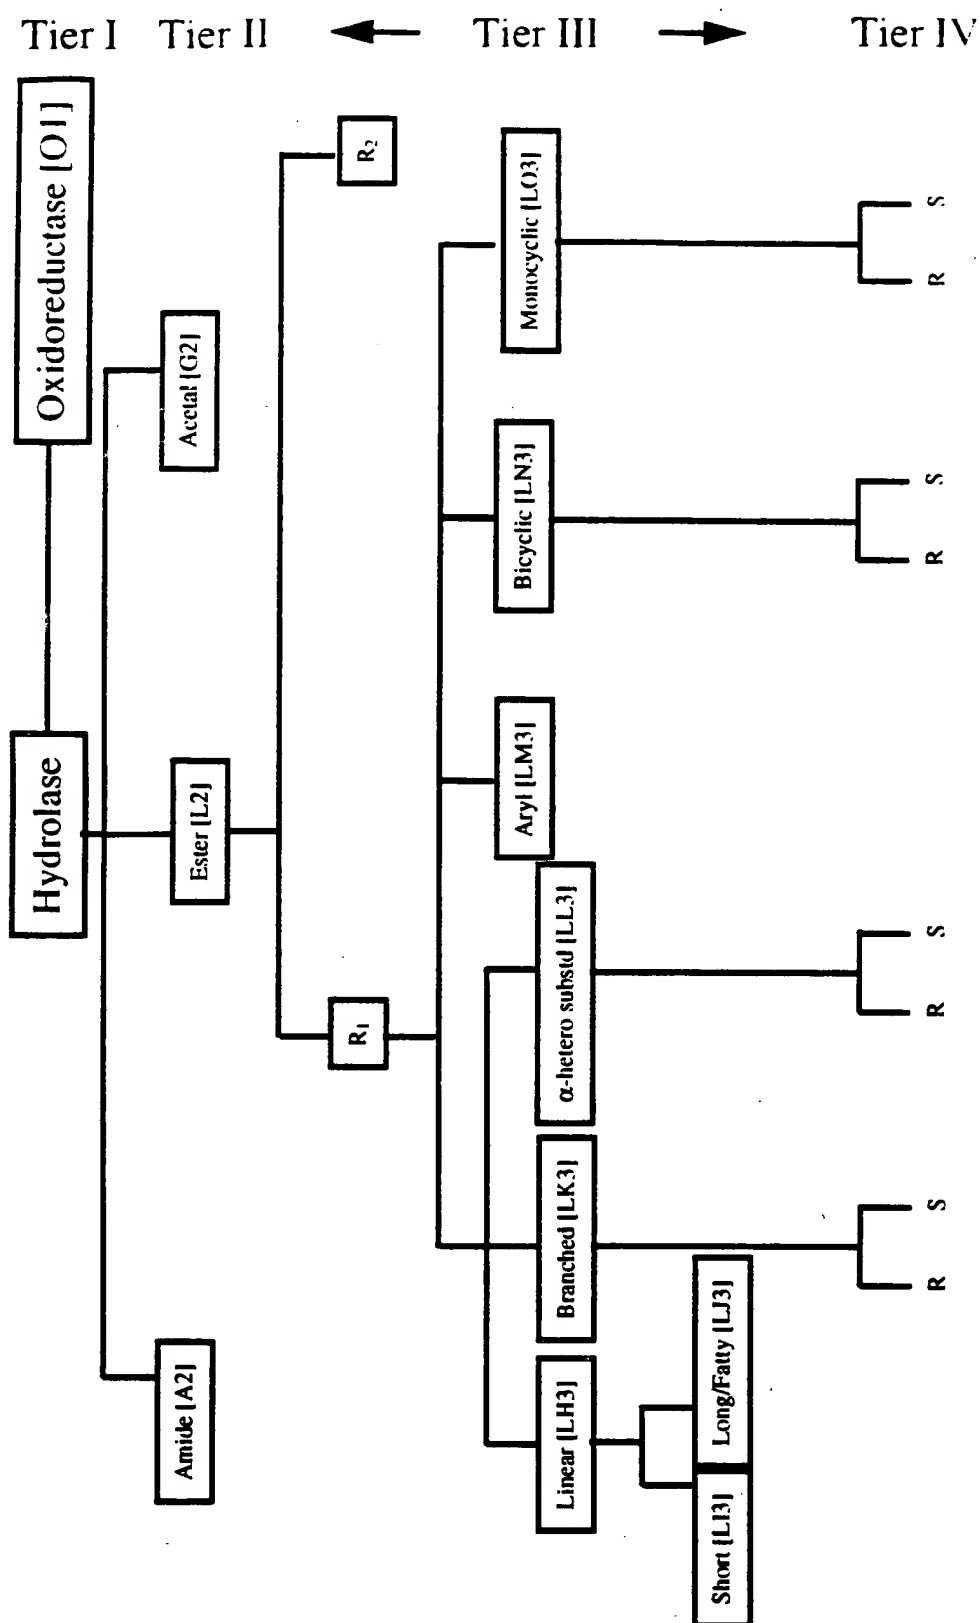 Tier I
Tier II
Tier III
Tier IV
Hydrolase
Oxidoreductase [O1]
Amide [A2]
Ester [L2]
Acetal [G2]
R₁
R₂
Linear [LH3]
Branched [LK3]
α-hetero substd [LL3]
Aryl [LM3]
Bicyclic [LN3]
Monocyclic [LO3]
Short [LI3]
Long/Fatty [LJ3]
R
S
R
S
R
S
R
S